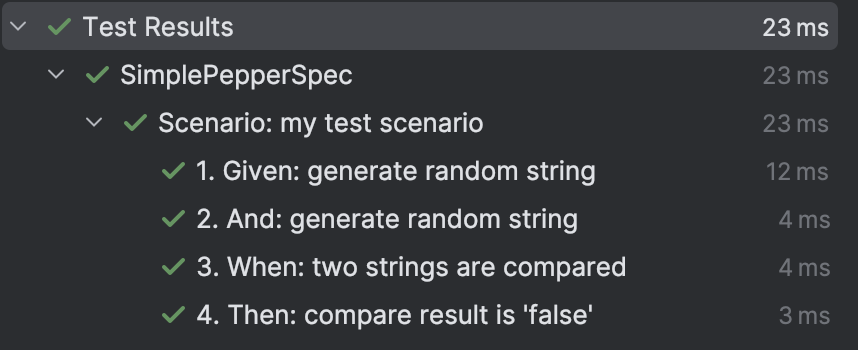 Test Results 23 ms
SimplePepperSpec 23 ms
Scenario: my test scenario 23 ms
1. Given: generate random string 12 ms
2. And: generate random string 4 ms
3. When: two strings are compared 4 ms
4. Then: compare result is 'false' 3 ms